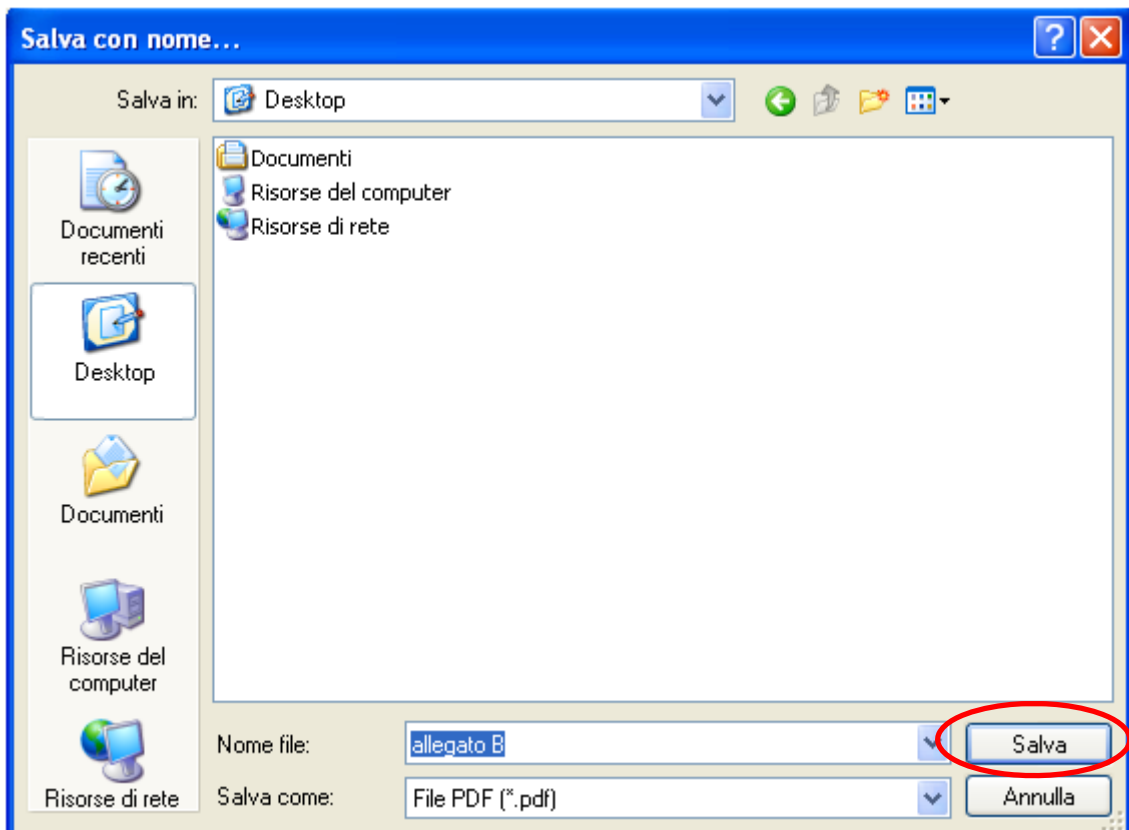 Salva con nome...
Salva in:
Desktop
Documenti
recenti
Desktop
Documenti
Risorse del
computer
Risorse di rete
Documenti
Risorse del computer
Risorse di rete
Nome file:
allegato B
Salva
Salva come:
File PDF (*.pdf)
Annulla